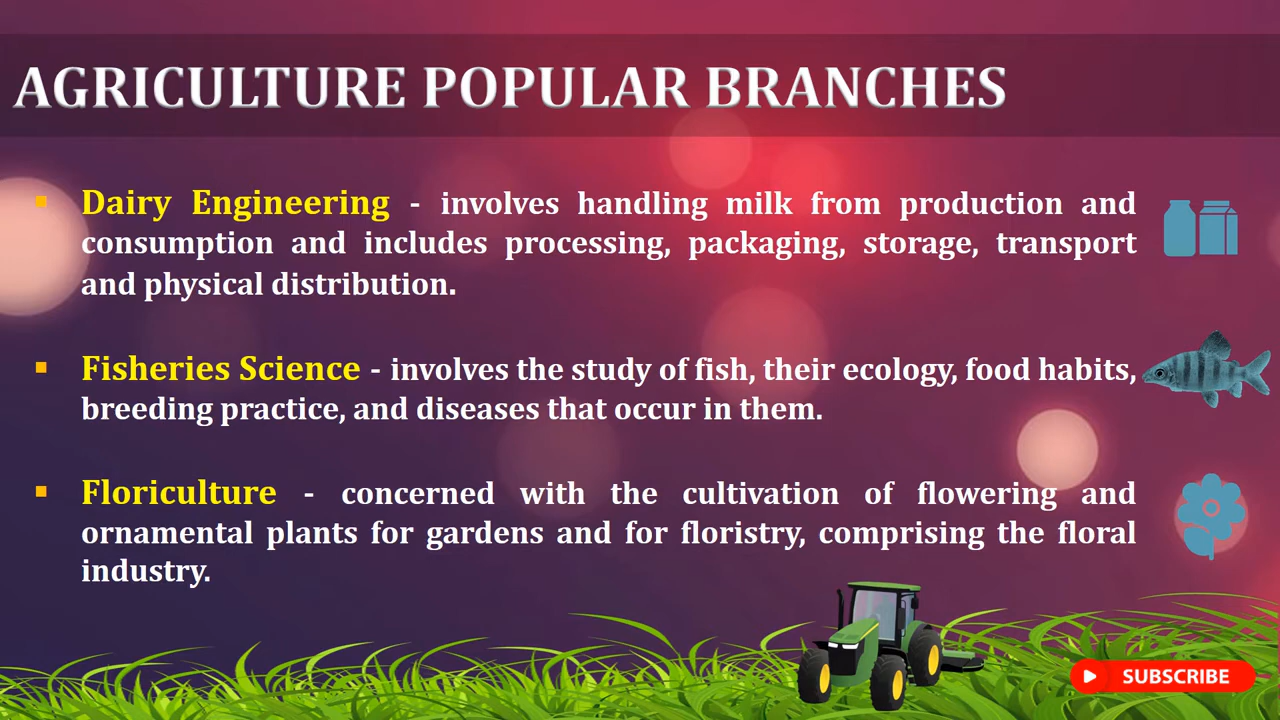 AGRICULTURE POPULAR BRANCHES
Dairy Engineering - involves handling milk from production and
consumption and includes processing, packaging, storage, transport
and physical distribution.
Fisheries Science - involves the study of fish, their ecology, food habits,
breeding practice, and diseases that occur in them.
Floriculture - concerned with the cultivation of flowering and
ornamental plants for gardens and for floristry, comprising the floral
industry.
SUBSCRIBE